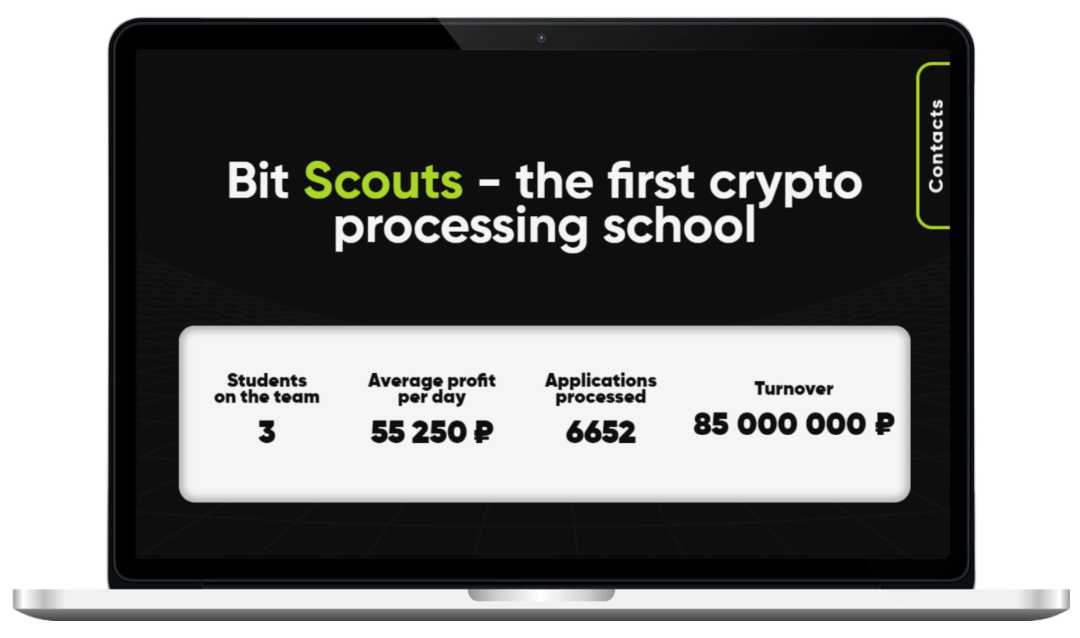 Contacts
Bit Scouts - the first crypto
processing school
Students
on the team
3
Average profit
per day
55 250 ₽
Applications
processed
6652
Turnover
85 000 000 ₽